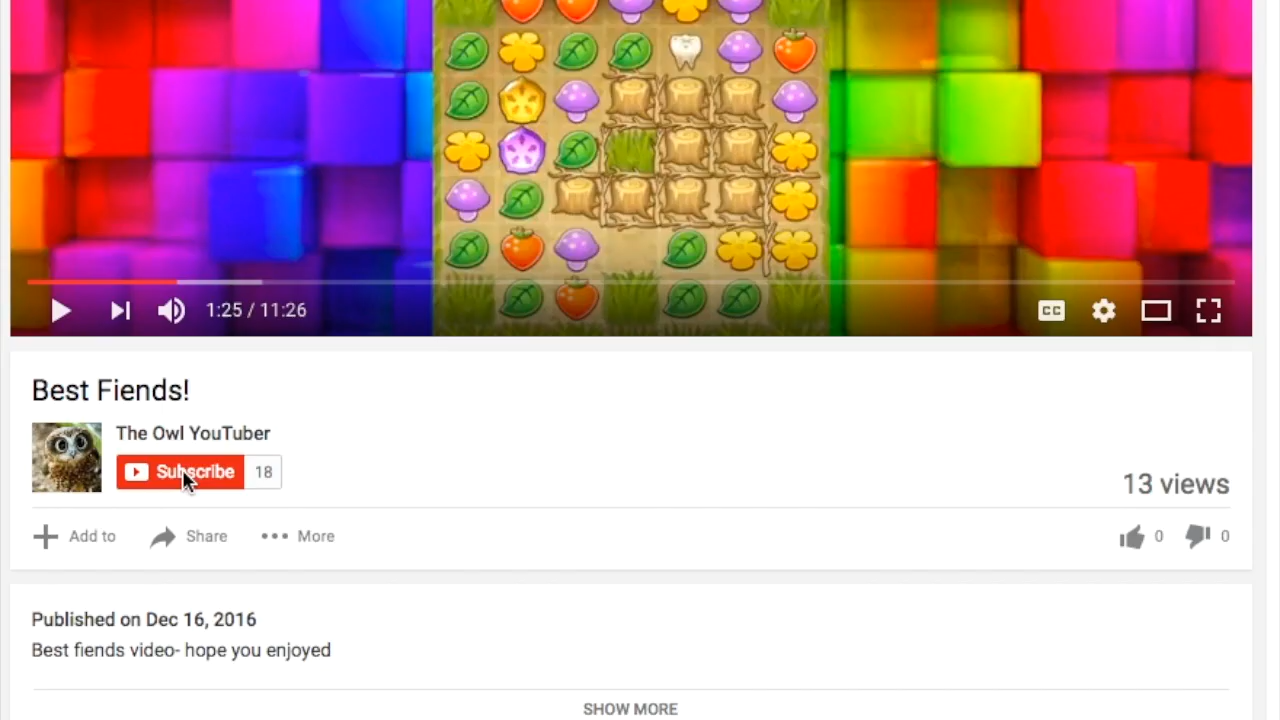 1:25 / 11:26
CC
Best Fiends!
The Owl YouTuber
Subscribe 18
13 views
Add to Share More 0 0
Published on Dec 16, 2016
Best fiends video- hope you enjoyed
SHOW MORE